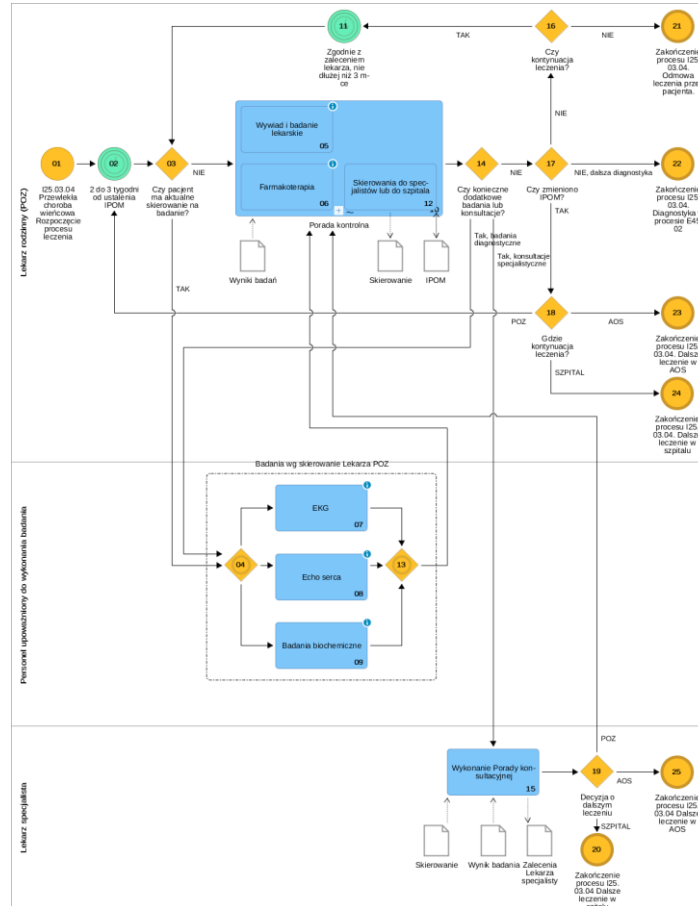 11
Zgodnie z
zaleceniem
lekarza, nie
dłużej niż 3 m-
ce
TAK
16
Czy
kontynuacja
leczenia?
NIE
21
Zakończenie
procesu I25.
03.04.
Odmowa
leczenia prze
pacjenta.
NIE
Lekarz rodzinny (POZ)
01
I25.03.04
Przewlekła
choroba
wieńcowa
Rozpoczęcie
procesu
leczenia
02
2 do 3 tygodni
od ustalenia
IPOM
03
Czy pacjent
ma aktualne
skierowanie na
badanie?
NIE
TAK
Wywiad i badanie
lekarskie
05
Farmakoterapia
06
Skierowania do spec-
jalistów lub do szpitala
12
Porada kontrolna
Wyniki badań
Skierowanie
IPOM
14
Czy konieczne
dodatkowe
badania lub
konsultacje?
NIE
Tak, badania
diagnostyczne
Tak, konsultacje
specjalistyczne
17
Czy zmieniono
IPOM?
NIE, dalsza diagnostyka
TAK
22
Zakończenie
procesu I25.
03.04.
Diagnostyka
procesie E45
02
18
Gdzie
kontynuacja
leczenia?
POZ
AOS
SZPITAL
23
Zakończenie
procesu I25.
03.04. Dalsze
leczenie w
AOS
24
Zakończenie
procesu I25.
03.04. Dalsze
leczenie w
szpitalu
Personel upoważniony do wykonania badania
Badania wg skierowanie Lekarza POZ
04
EKG
07
Echo serca
08
Badania biochemiczne
09
13
Lekarz specjalista
Wykonanie Porady kon-
sultacyjnej
15
Skierowanie
Wynik badania
Zalecenia
Lekarza
specjalisty
POZ
19
Decyzja o
dalszym
leczeniu
AOS
SZPITAL
25
Zakończenie
procesu I25.
03.04 Dalsze
leczenie w
AOS
20
Zakończenie
procesu I25.
03.04 Dalsze
leczenie w